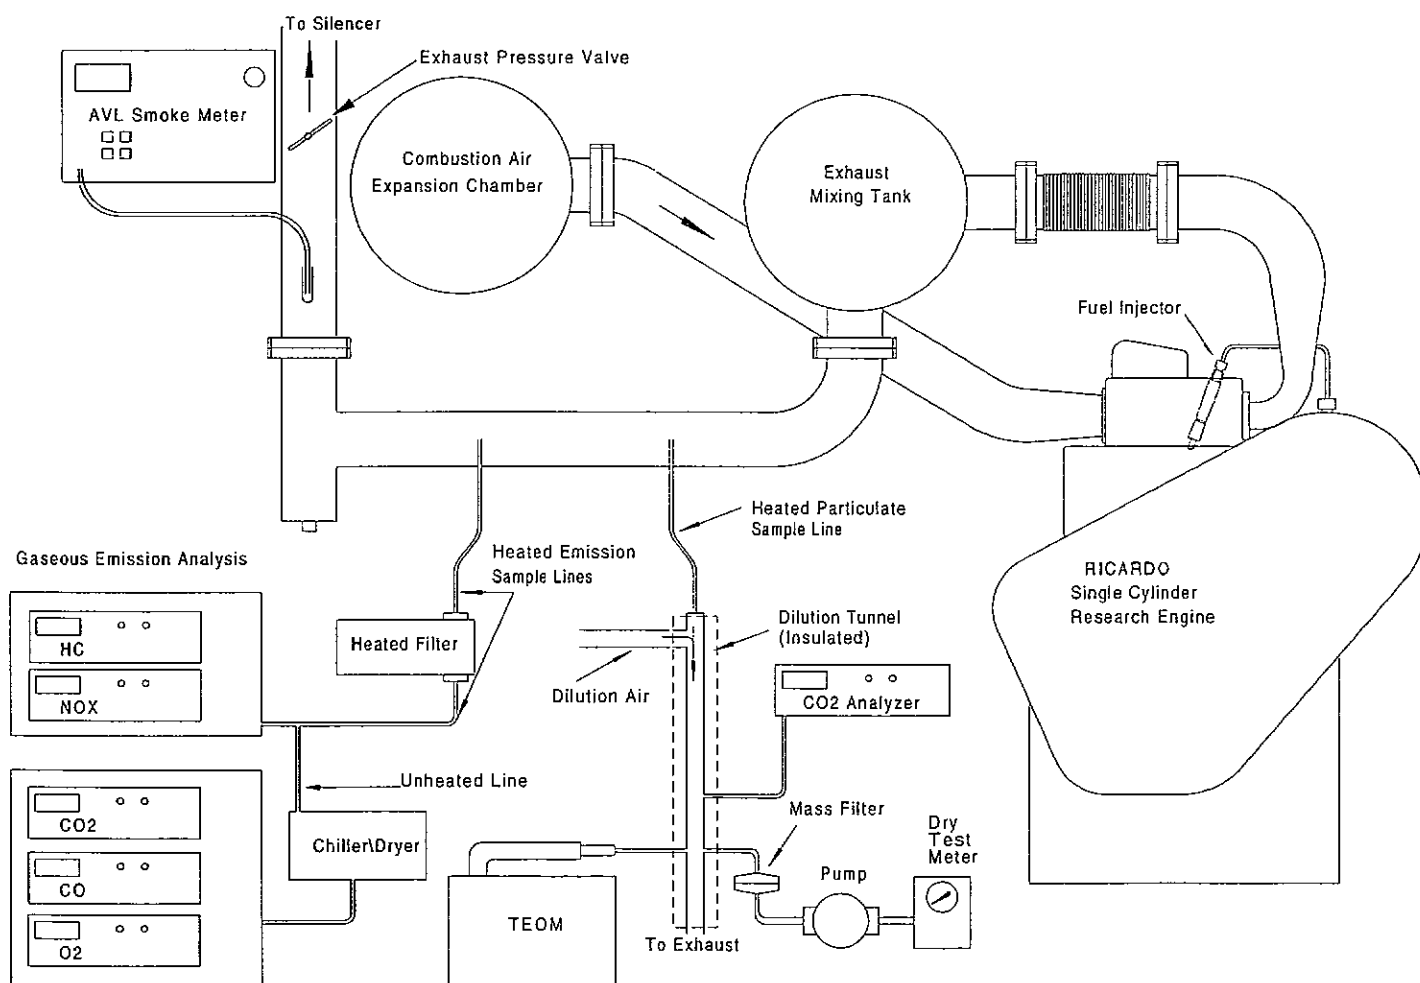 To Silencer
Exhaust Pressure Valve
AVL Smoke Meter
Combustion Air
Expansion Chamber
Exhaust
Mixing Tank
Fuel Injector
Heated Particulate
Sample Line
Gaseous Emission Analysis
Heated Emission
Sample Lines
RICARDO
Single Cylinder
Research Engine
HC
NOX
Heated Filter
Dilution Tunnel
(Insulated)
Dilution Air
CO2 Analyzer
Unheated Line
CO2
CO
O2
Chiller\Dryer
Mass Filter
Dry
Test
Meter
Pump
TEOM
To Exhaust